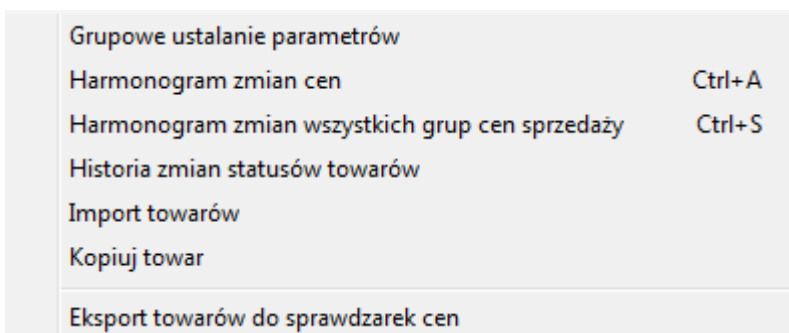 Grupowe ustalanie parametrów
Harmonogram zmian cen Ctrl+A
Harmonogram zmian wszystkich grup cen sprzedaży Ctrl+S
Historia zmian statusów towarów
Import towarów
Kopiuj towar
Eksport towarów do sprawdzarek cen